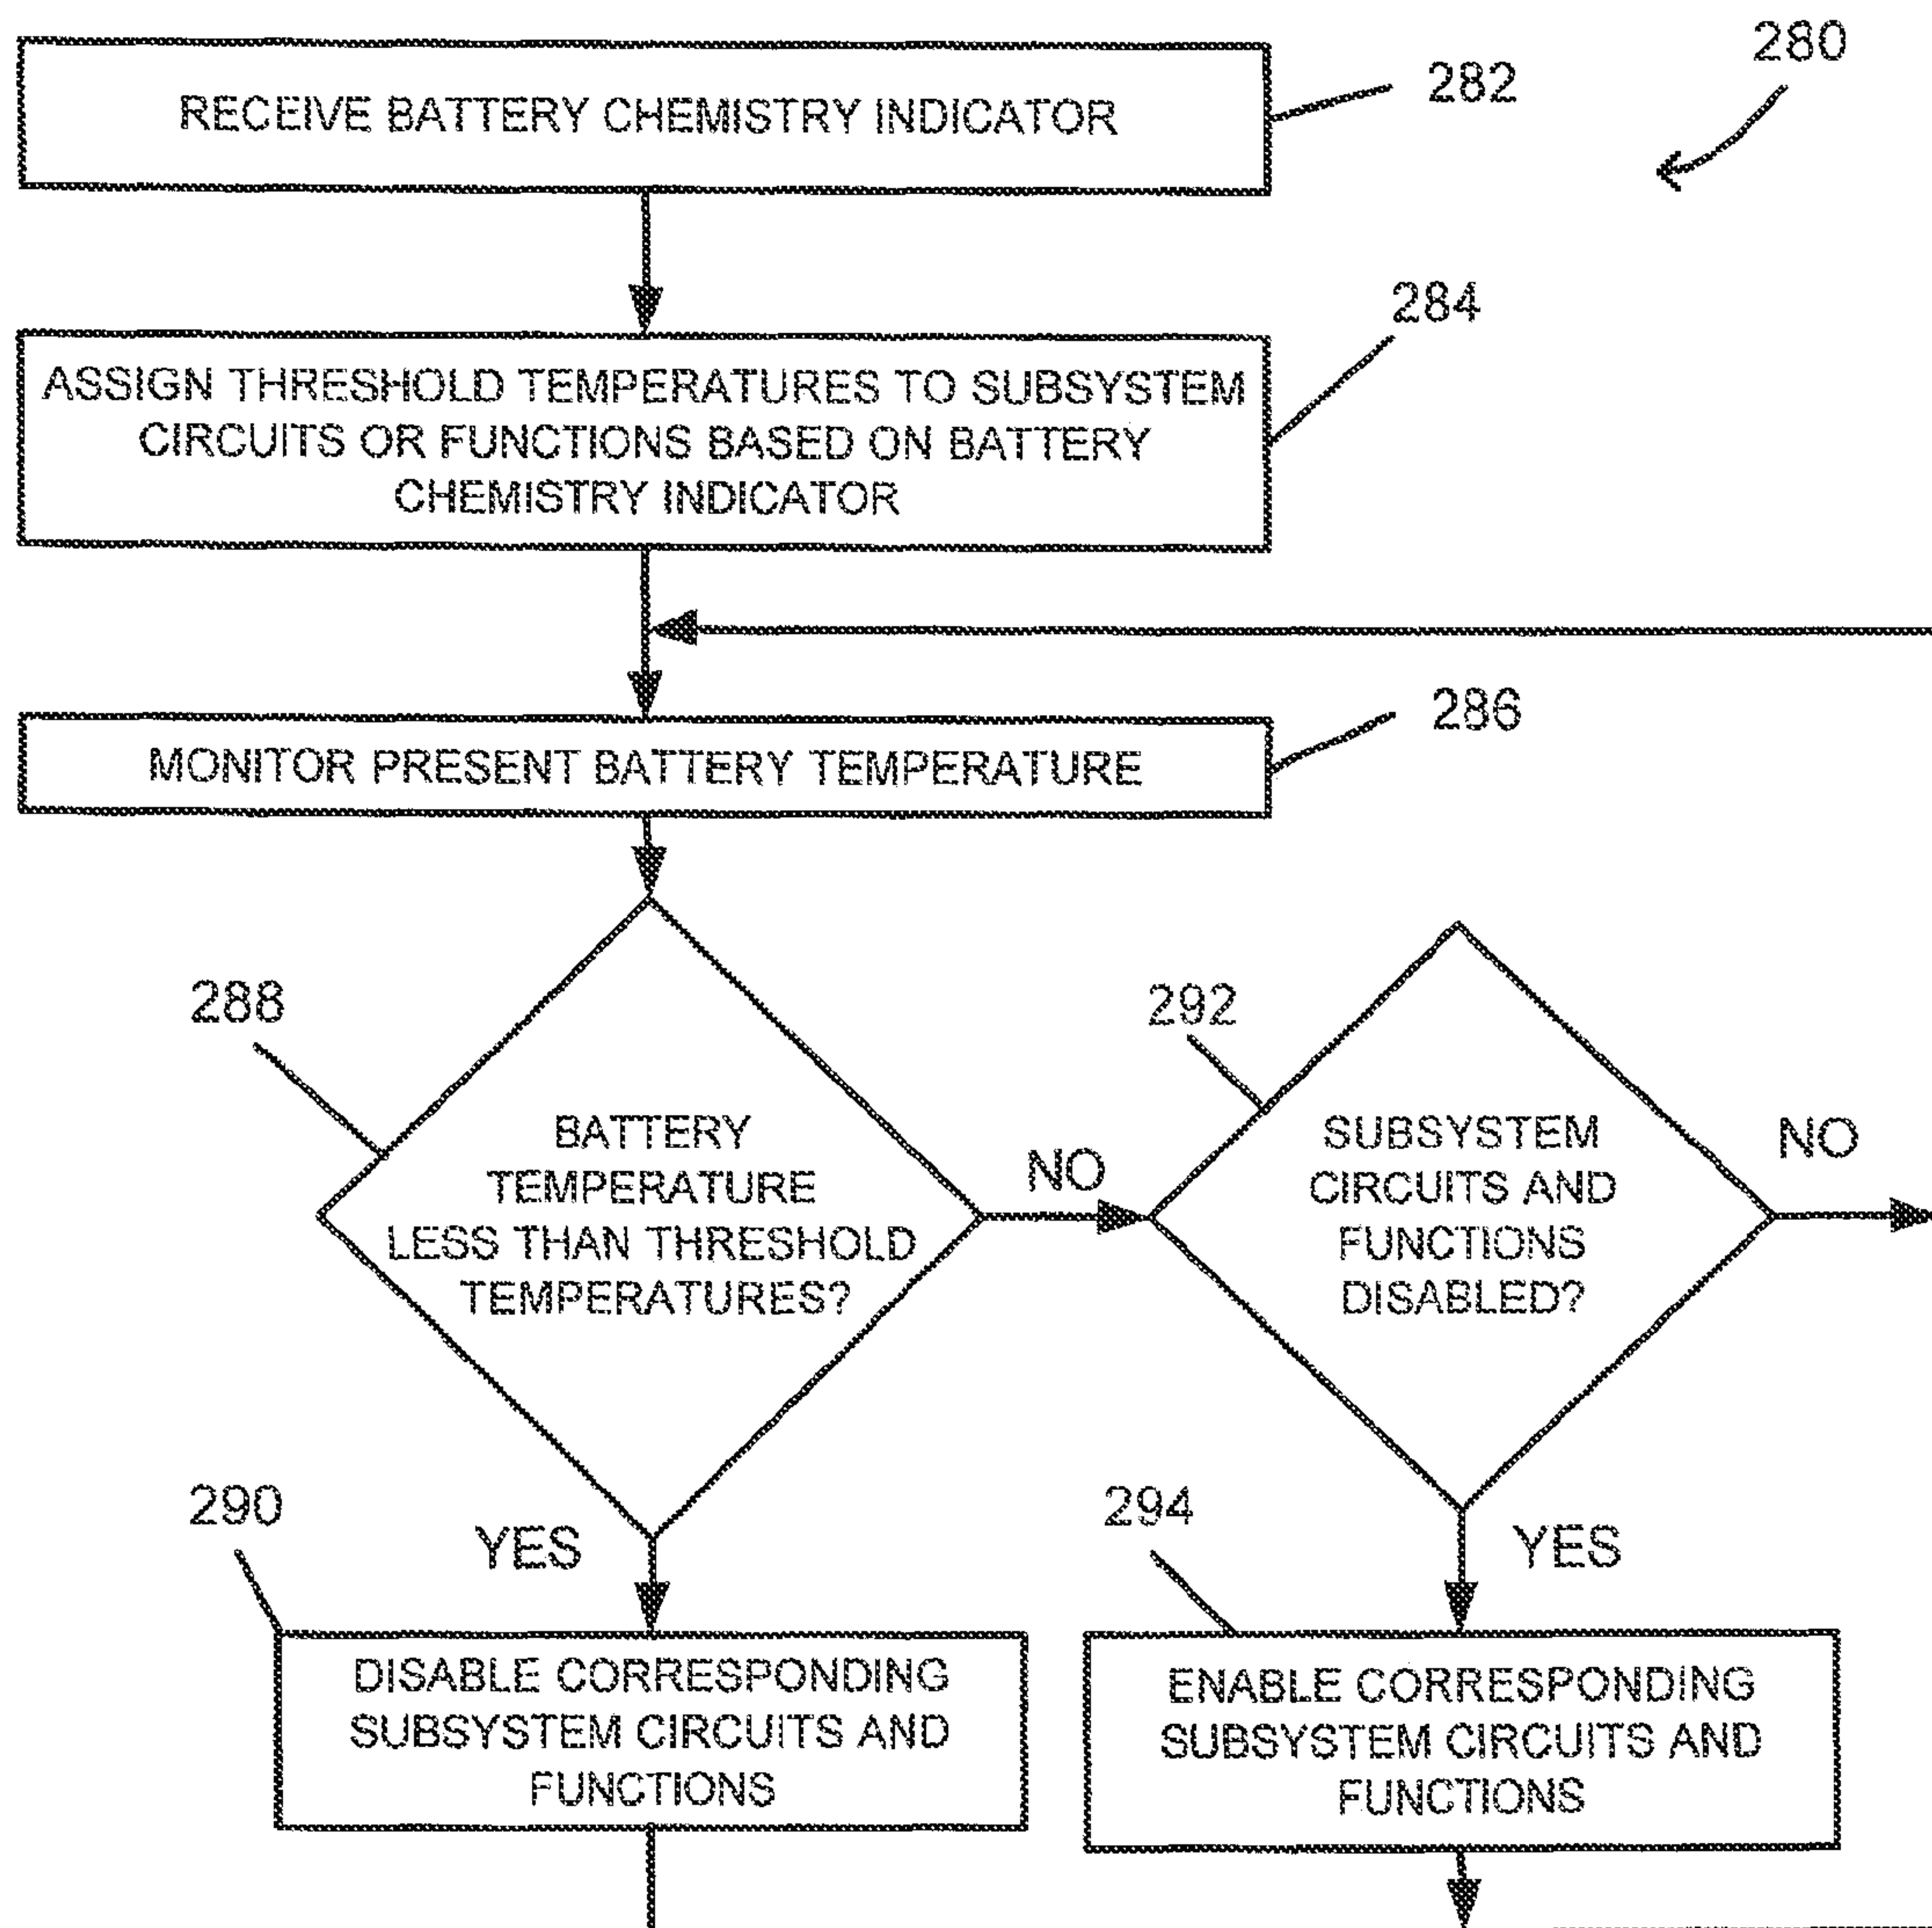 280
RECEIVE BATTERY CHEMISTRY INDICATOR
282
284
ASSIGN THRESHOLD TEMPERATURES TO SUBSYSTEM
CIRCUITS OR FUNCTIONS BASED ON BATTERY
CHEMISTRY INDICATOR
286
MONITOR PRESENT BATTERY TEMPERATURE
288
BATTERY
TEMPERATURE
LESS THAN THRESHOLD
TEMPERATURES?
NO
292
SUBSYSTEM
CIRCUITS AND
FUNCTIONS
DISABLED?
NO
290
YES
294
YES
DISABLE CORRESPONDING
SUBSYSTEM CIRCUITS AND
FUNCTIONS
ENABLE CORRESPONDING
SUBSYSTEM CIRCUITS AND
FUNCTIONS